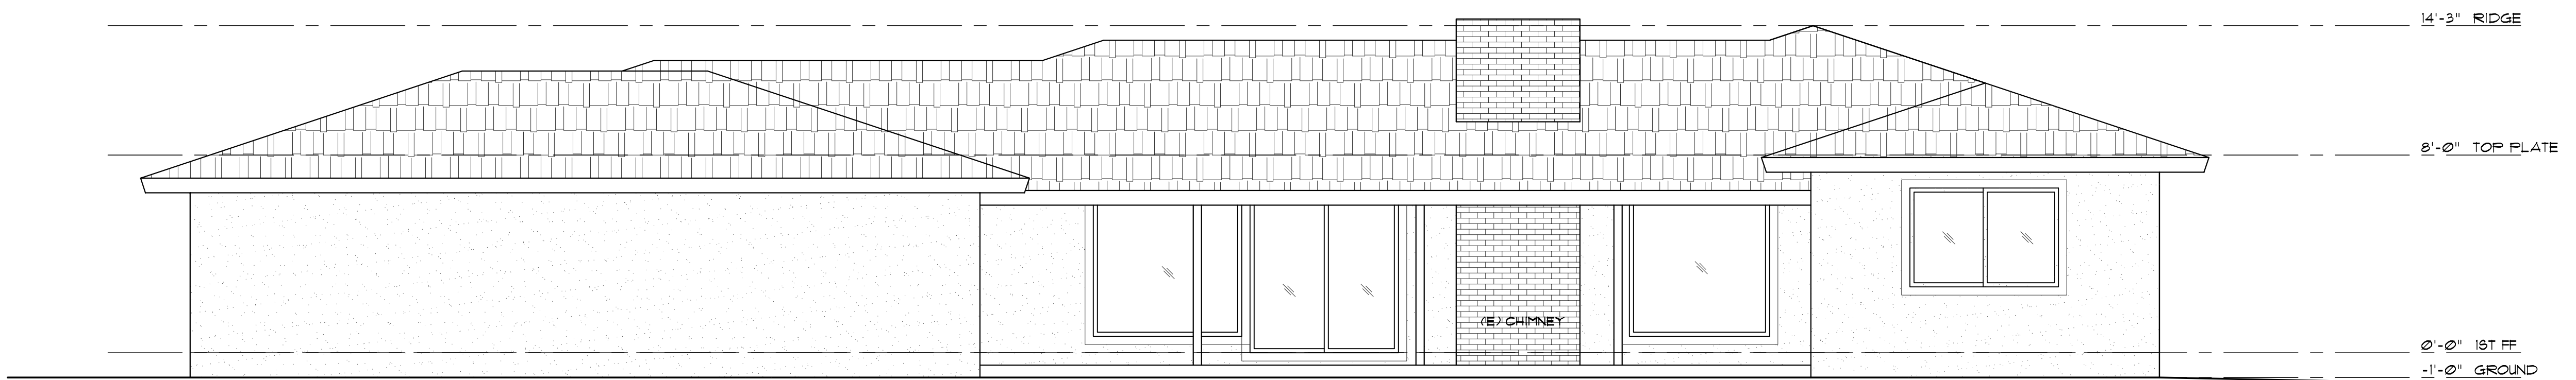 14'-3" RIDGE
8'-0" TOP PLATE
(E) CHIMNEY
0'-0" 1ST FF
-1'-0" GROUND